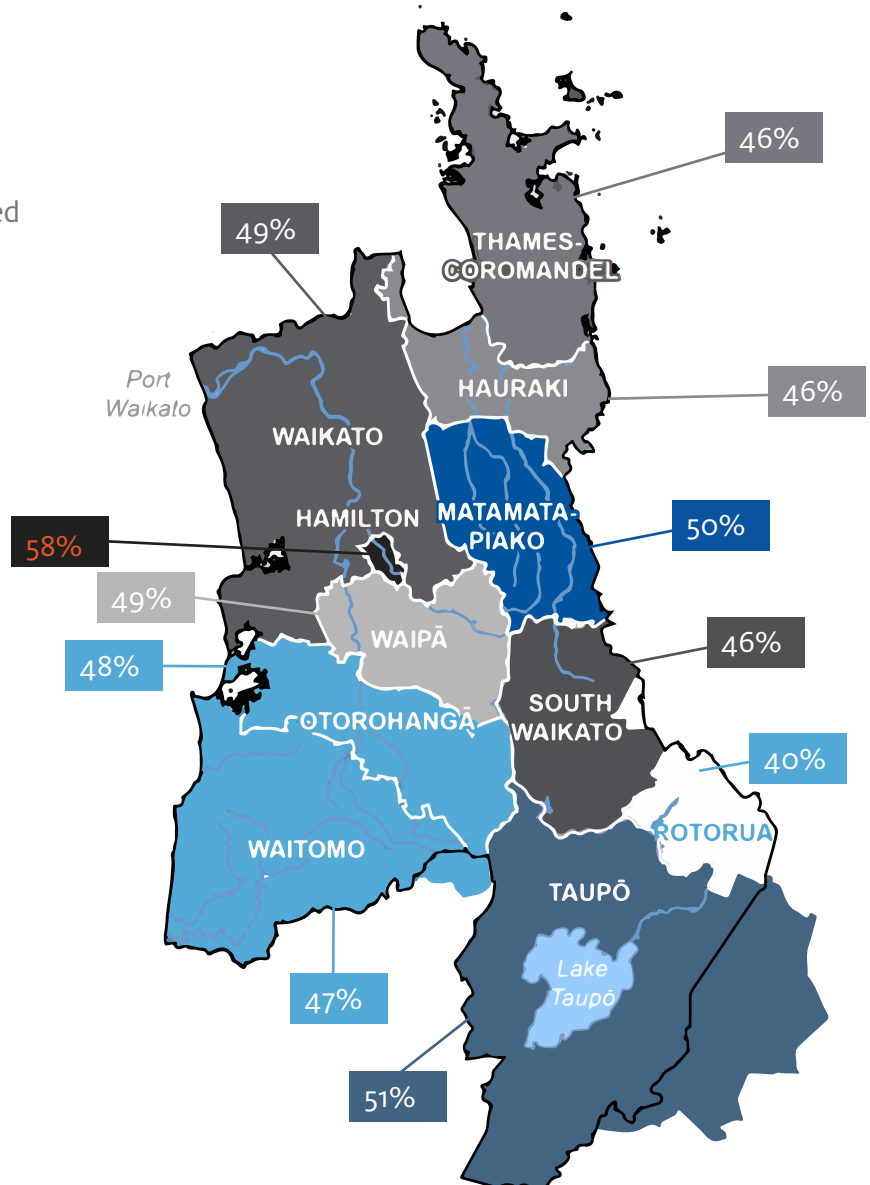 46%
ed
49%
THAMES-
COROMANDEL
Port
Waikato
HAURAKI
46%
WAIKATO
HAMILTON
MATAMATA-
PIAKO
50%
58%
49%
WAIPĀ
46%
48%
SOUTH
WAIKATO
OTOROHANGĀ
40%
ROTORUA
WAITOMO
TAUPŌ
Lake
Taupō
47%
51%